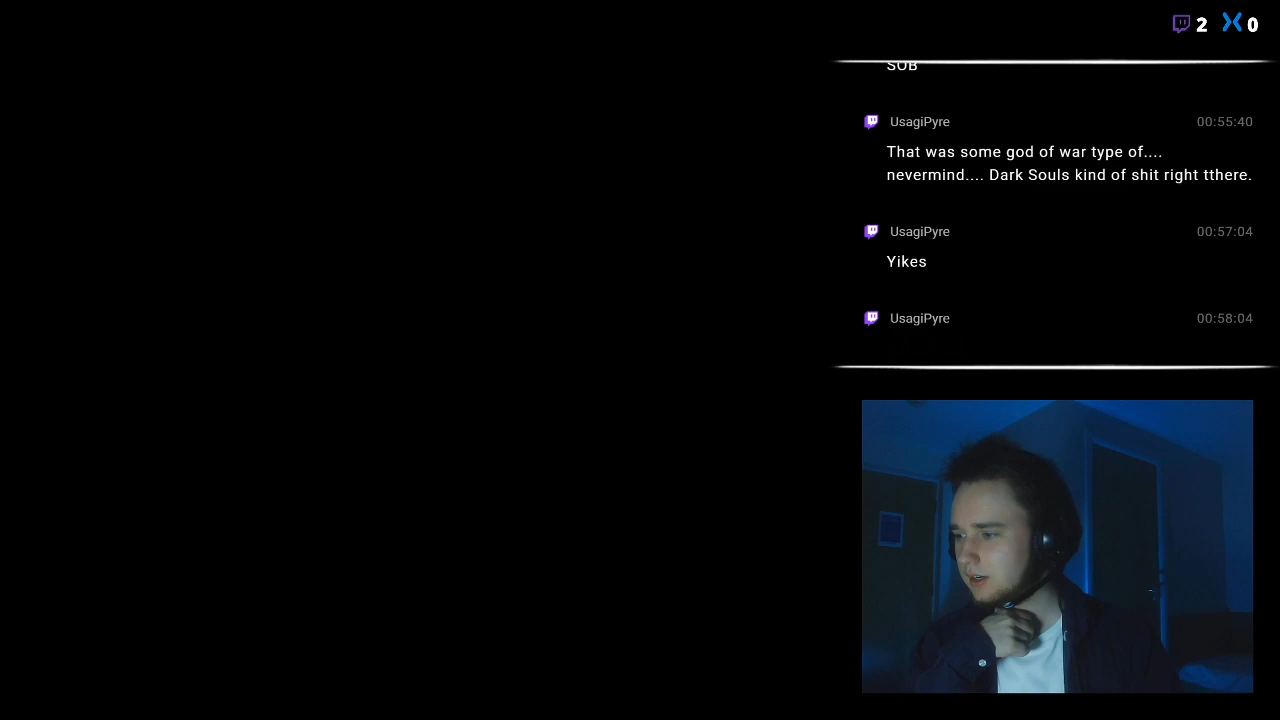 2 0
SOB
UsagiPyre 00:55:40
That was some god of war type of....
nevermind.... Dark Souls kind of shit right tthere.
UsagiPyre 00:57:04
Yikes
UsagiPyre 00:58:04